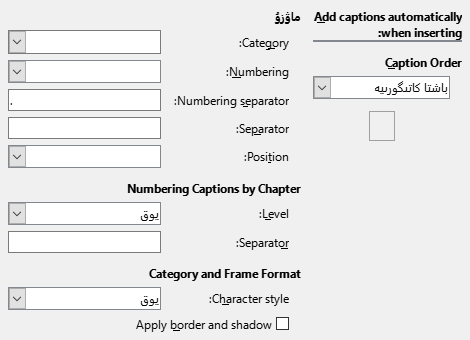 Add captions automatically
when inserting:
Caption Order
باشتا كاتىگورىيە
ماۋزۇ
Category:
Numbering:
Numbering separator:
.
Separator:
Position:
Numbering Captions by Chapter
Level:
يوق
Separator:
Category and Frame Format
Character style:
يوق
Apply border and shadow